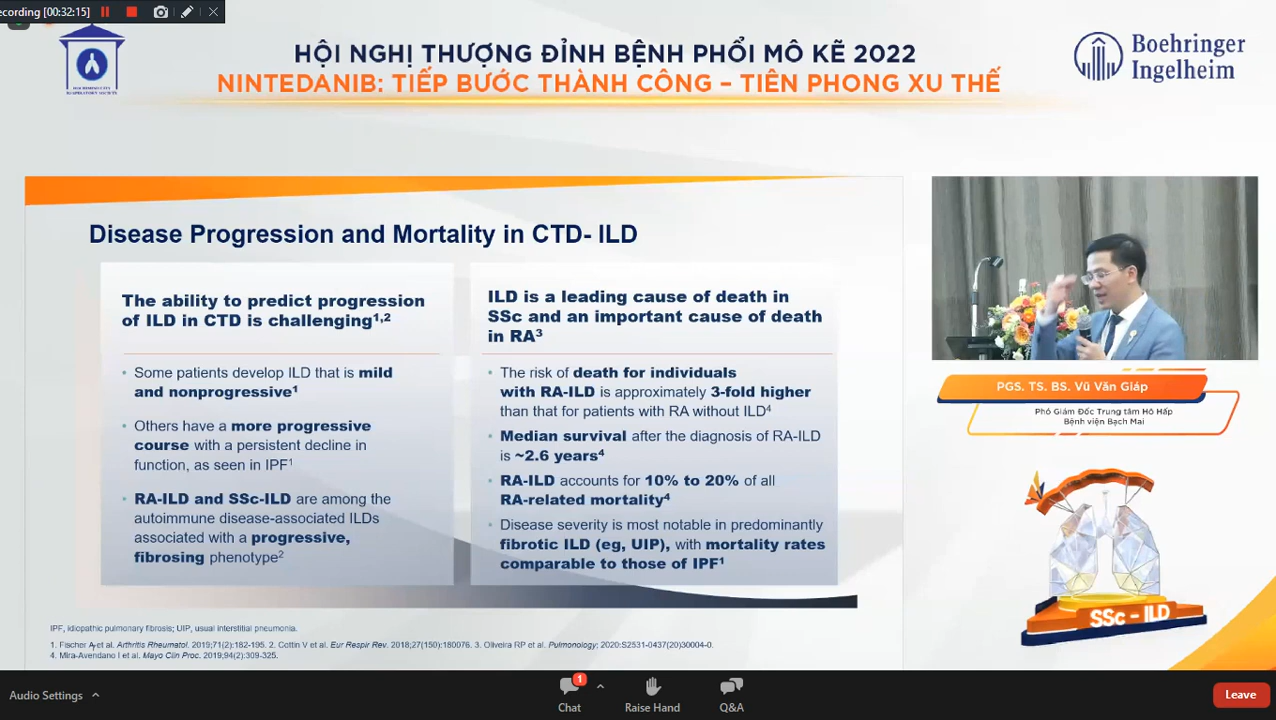 ecording [00:32:15]
HỘI NGHỊ THƯỢNG ĐỈNH BỆNH PHỔI MÔ KẼ 2022
NINTEDANIB: TIẾP BƯỚC THÀNH CÔNG – TIÊN PHONG XU THẾ
Boehringer
Ingelheim
Disease Progression and Mortality in CTD- ILD
The ability to predict progression
of ILD in CTD is challenging1,2
• Some patients develop ILD that is mild
and nonprogressive1
• Others have a more progressive
course with a persistent decline in
function, as seen in IPF1
• RA-ILD and SSc-ILD are among the
autoimmune disease-associated ILDs
associated with a progressive,
fibrosing phenotype2
ILD is a leading cause of death in
SSc and an important cause of death
in RA3
• The risk of death for individuals
with RA-ILD is approximately 3-fold higher
than that for patients with RA without ILD4
• Median survival after the diagnosis of RA-ILD
is ~2.6 years4
• RA-ILD accounts for 10% to 20% of all
RA-related mortality4
• Disease severity is most notable in predominantly
fibrotic ILD (eg, UIP), with mortality rates
comparable to those of IPF1
IPF, idiopathic pulmonary fibrosis; UIP, usual interstitial pneumonia.
1. Fischer A, et al. Arthritis Rheumatol. 2019;71(2):182-195. 2. Cottin V et al. Eur Respir Rev. 2018;27(150):180076. 3. Oliveira RP et al. Pulmonology; 2020:S2531-0437(20)30004-0.
4. Mira-Avendano I et al. Mayo Clin Proc. 2019;94(2):309-325.
PGS. TS. BS. Vũ Văn Giáp
Phó Giám Đốc Trung tâm Hô Hấp
Bệnh viện Bạch Mai
SSc – ILD
Audio Settings
1
Chat
Raise Hand
Q&A
Leave